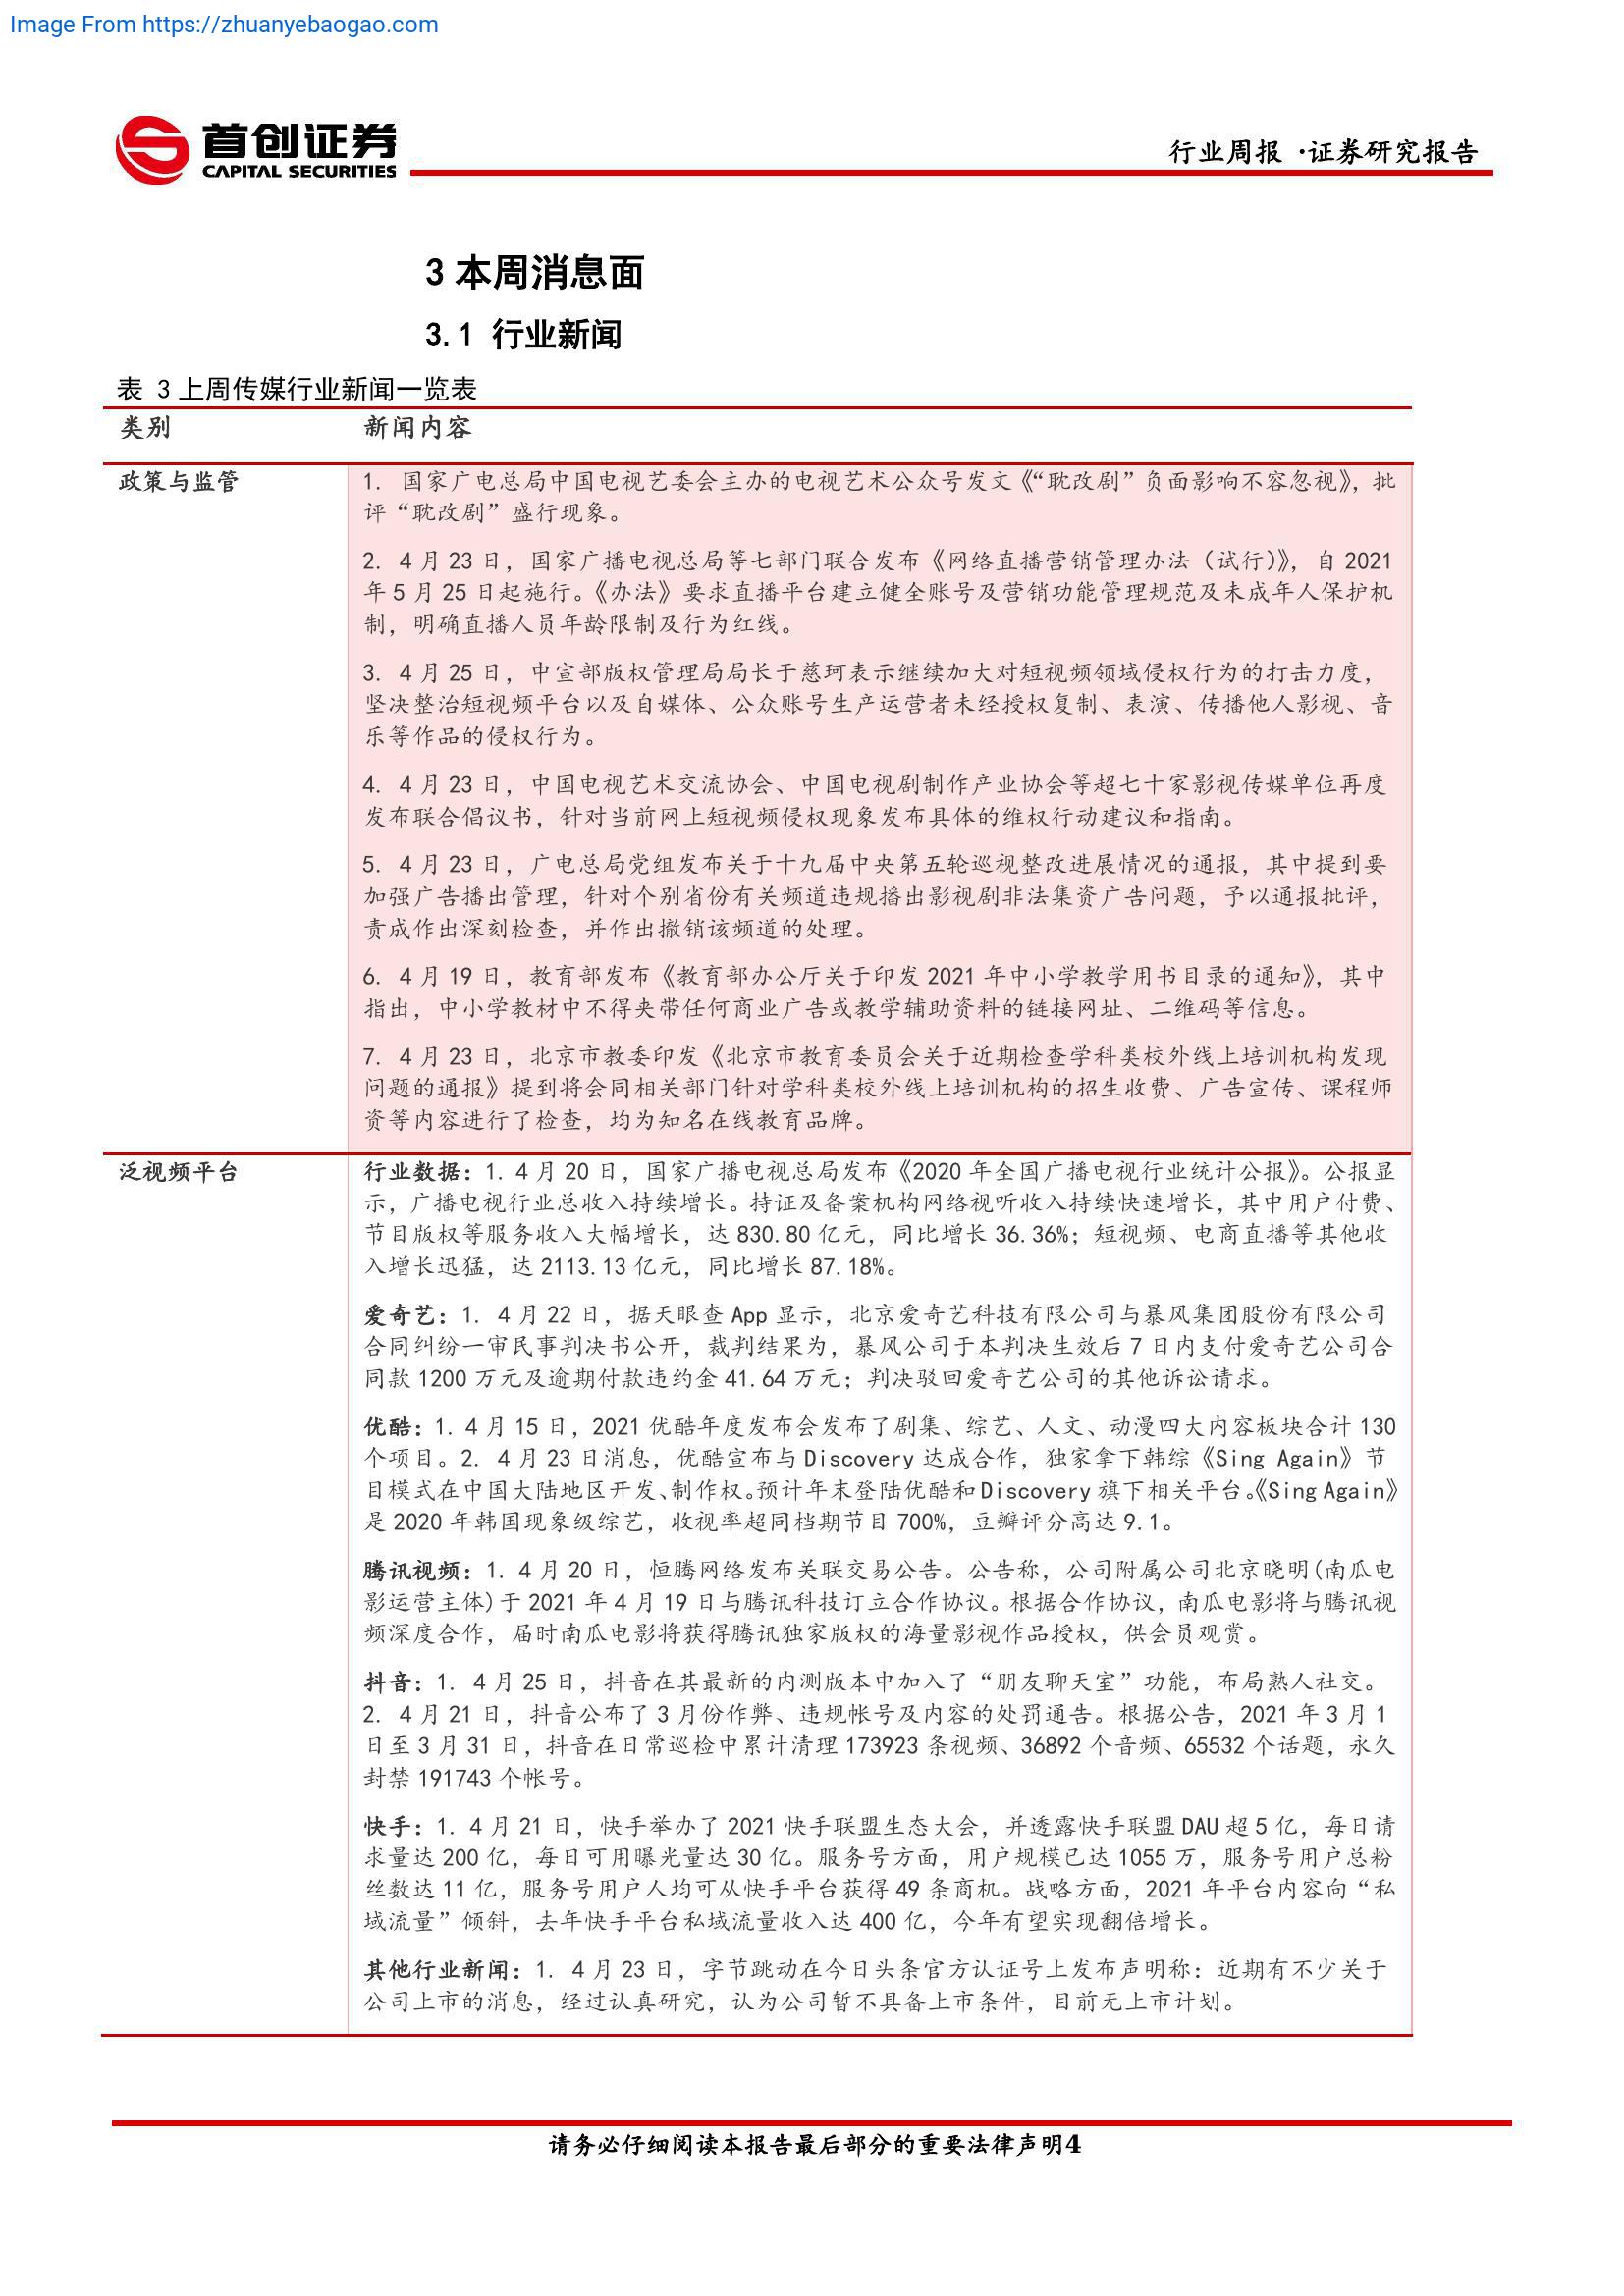 Image From https://zhuanyebaogao.com
首创证券
CAPITAL SECURITIES
行业周报 ·证券研究报告
3 本周消息面
3.1 行业新闻
表 3 上周传媒行业新闻一览表
类别 新闻内容
政策与监管
1. 国家广电总局中国电视艺委会主办的电视艺术公众号发文《“耽改剧”负面影响不容忽视》，批
评“耽改剧”盛行现象。
2. 4 月 23 日，国家广播电视总局等七部门联合发布《网络直播营销管理办法（试行）》，自 2021
年 5 月 25 日起施行。《办法》要求直播平台建立健全账号及营销功能管理规范及未成年人保护机
制，明确直播人员年龄限制及行为红线。
3. 4 月 25 日，中宣部版权管理局局长于慈珂表示继续加大对短视频领域侵权行为的打击力度，
坚决整治短视频平台以及自媒体、公众账号生产运营者未经授权复制、表演、传播他人影视、音
乐等作品的侵权行为。
4. 4 月 23 日，中国电视艺术交流协会、中国电视剧制作产业协会等超七十家影视传媒单位再度
发布联合倡议书，针对当前网上短视频侵权现象发布具体的维权行动建议和指南。
5. 4 月 23 日，广电总局党组发布关于十九届中央第五轮巡视整改进展情况的通报，其中提到要
加强广告播出管理，针对个别省份有关频道违规播出影视剧非法集资广告问题，予以通报批评，
责成作出深刻检查，并作出撤销该频道的处理。
6. 4 月 19 日，教育部发布《教育部办公厅关于印发 2021 年中小学教学用书目录的通知》，其中
指出，中小学教材中不得夹带任何商业广告或教学辅助资料的链接网址、二维码等信息。
7. 4 月 23 日，北京市教委印发《北京市教育委员会关于近期检查学科类校外线上培训机构发现
问题的通报》提到将会同相关部门针对学科类校外线上培训机构的招生收费、广告宣传、课程师
资等内容进行了检查，均为知名在线教育品牌。
泛视频平台
行业数据：1. 4 月 20 日，国家广播电视总局发布《2020 年全国广播电视行业统计公报》。公报显
示，广播电视行业总收入持续增长。持证及备案机构网络视听收入持续快速增长，其中用户付费、
节目版权等服务收入大幅增长，达 830.80 亿元，同比增长 36.36%；短视频、电商直播等其他收
入增长迅猛，达 2113.13 亿元，同比增长 87.18%。
爱奇艺：1. 4 月 22 日，据天眼查 App 显示，北京爱奇艺科技有限公司与暴风集团股份有限公司
合同纠纷一审民事判决书公开，裁判结果为，暴风公司于本判决生效后 7 日内支付爱奇艺公司合
同款 1200 万元及逾期付款违约金 41.64 万元；判决驳回爱奇艺公司的其他诉讼请求。
优酷：1. 4 月 15 日，2021 优酷年度发布会发布了剧集、综艺、人文、动漫四大内容板块合计 130
个项目。2. 4 月 23 日消息，优酷宣布与 Discovery 达成合作，独家拿下韩综《Sing Again》节
目模式在中国大陆地区开发、制作权。预计年末登陆优酷和 Discovery 旗下相关平台。《Sing Again》
是 2020 年韩国现象级综艺，收视率超同档期节目 700%，豆瓣评分高达 9.1。
腾讯视频：1. 4 月 20 日，恒腾网络发布关联交易公告。公告称，公司附属公司北京晓明(南瓜电
影运营主体)于 2021 年 4 月 19 日与腾讯科技订立合作协议。根据合作协议，南瓜电影将与腾讯视
频深度合作，届时南瓜电影将获得腾讯独家版权的海量影视作品授权，供会员观赏。
抖音：1. 4 月 25 日，抖音在其最新的内测版本中加入了“朋友聊天室”功能，布局熟人社交。
2. 4 月 21 日，抖音公布了 3 月份作弊、违规帐号及内容的处罚通告。根据公告，2021 年 3 月 1
日至 3 月 31 日，抖音在日常巡检中累计清理 173923 条视频、36892 个音频、65532 个话题，永久
封禁 191743 个帐号。
快手：1. 4 月 21 日，快手举办了 2021 快手联盟生态大会，并透露快手联盟 DAU 超 5 亿，每日请
求量达 200 亿，每日可用曝光量达 30 亿。服务号方面，用户规模已达 1055 万，服务号用户总粉
丝数达 11 亿，服务号用户人均可从快手平台获得 49 条商机。战略方面，2021 年平台内容向“私
域流量”倾斜，去年快手平台私域流量收入达 400 亿，今年有望实现翻倍增长。
其他行业新闻：1. 4 月 23 日，字节跳动在今日头条官方认证号上发布声明称：近期有不少关于
公司上市的消息，经过认真研究，认为公司暂不具备上市条件，目前无上市计划。
请务必仔细阅读本报告最后部分的重要法律声明4